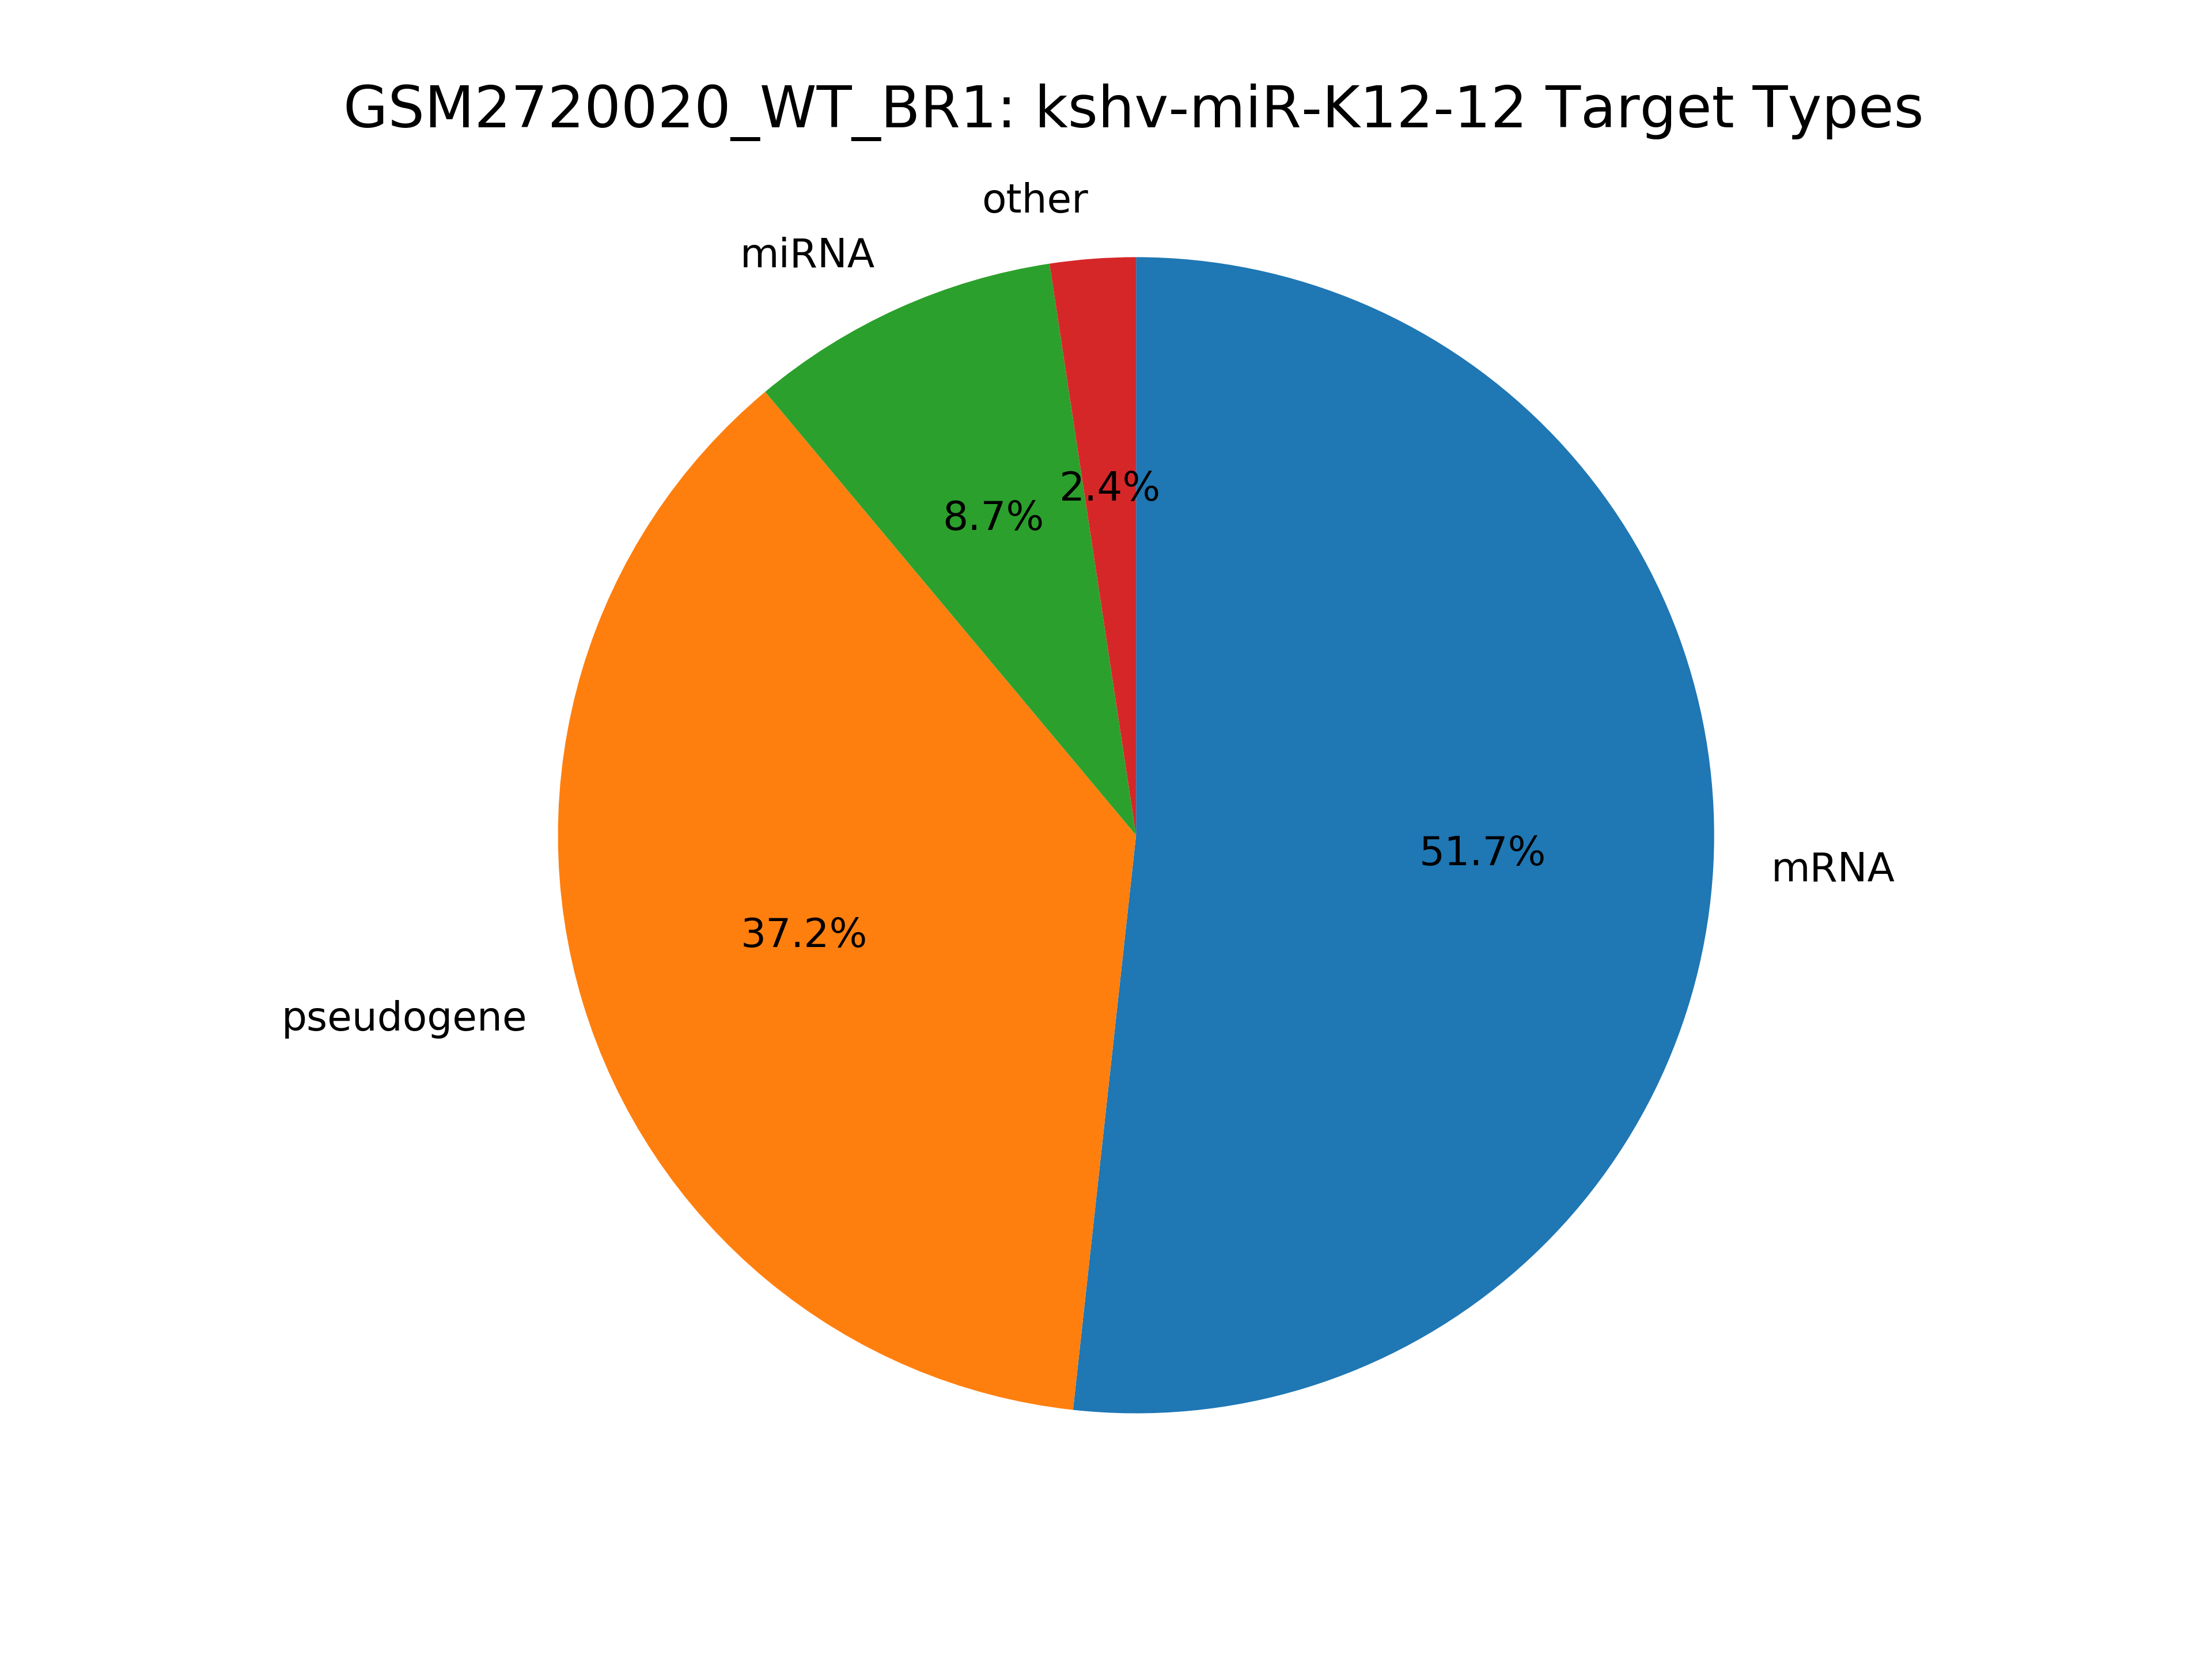 GSM2720020_WT_BR1: kshv-miR-K12-12 Target Types
other
miRNA
2.4%
8.7%
51.7%
mRNA
37.2%
pseudogene